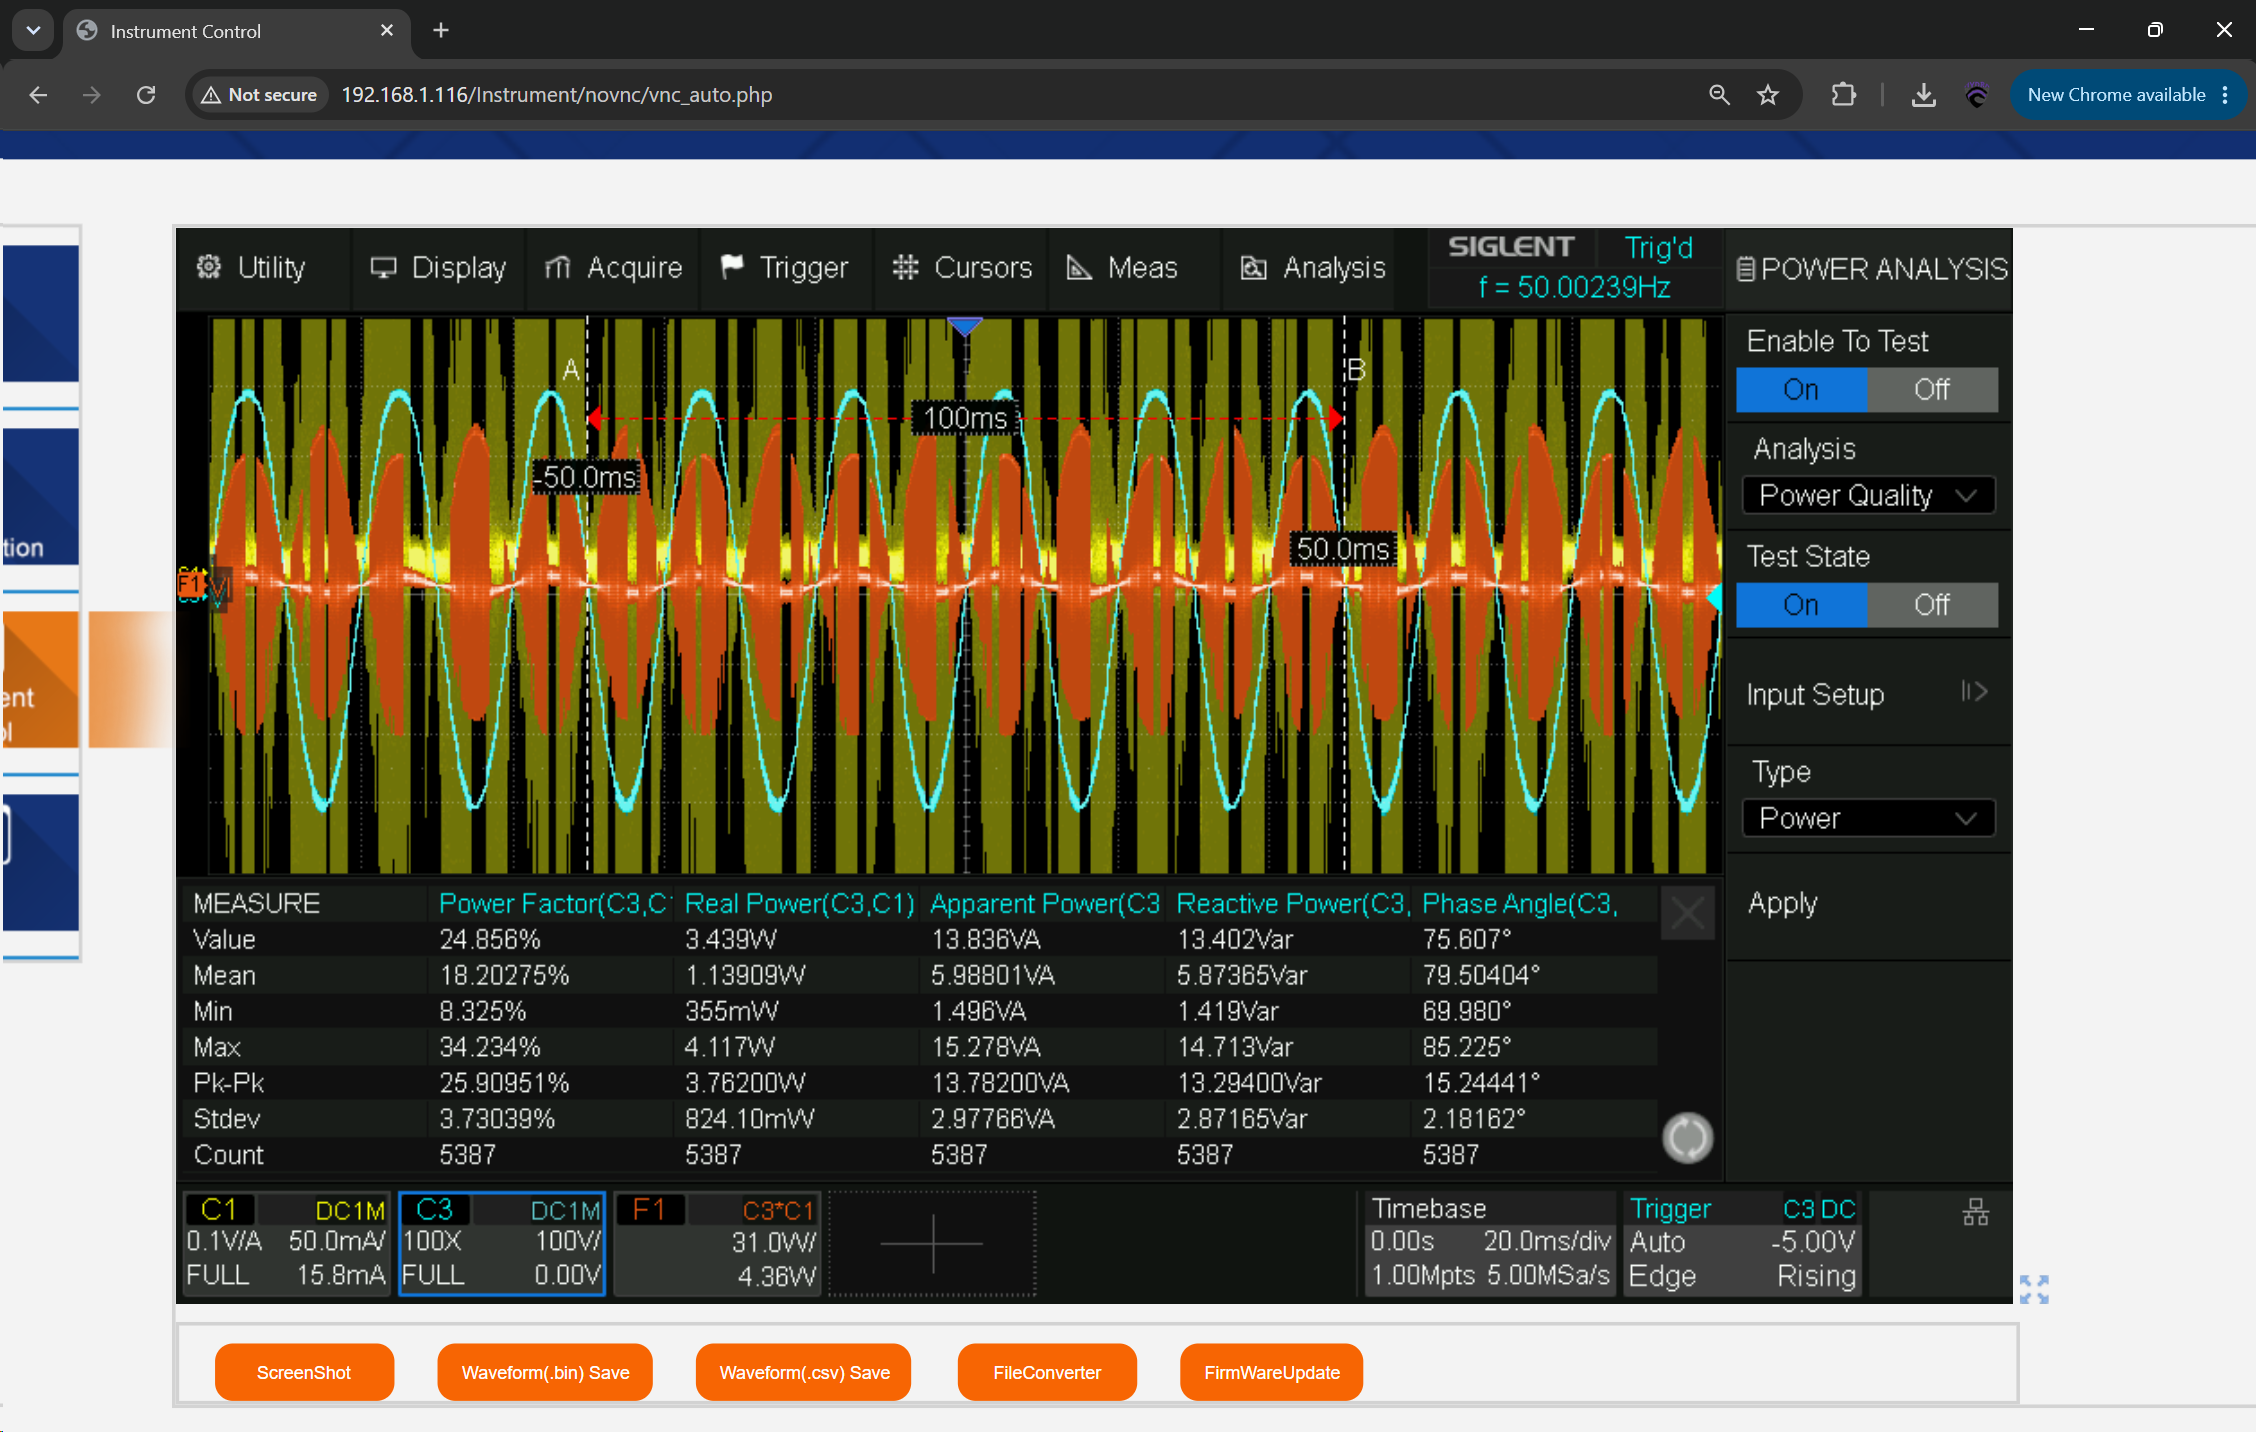 Instrument Control
Not secure 192.168.1.116/Instrument/novnc/vnc_auto.php New Chrome available
tion
ent
Utility Display Acquire Trigger Cursors Meas Analysis SIGLENT Trig'd
f = 50.00239Hz
POWER ANALYSIS
Enable To Test
On Off
Analysis
Power Quality
Test State
On Off
Input Setup
Type
Power
Apply
A B
100ms
-50.0ms
50.0ms
F1
MEASURE Power Factor(C3,C Real Power(C3,C1) Apparent Power(C3 Reactive Power(C3, Phase Angle(C3,
Value 24.856% 3.439W 13.836VA 13.402Var 75.607°
Mean 18.20275% 1.13909W 5.98801VA 5.87365Var 79.50404°
Min 8.325% 355mW 1.496VA 1.419Var 69.980°
Max 34.234% 4.117W 15.278VA 14.713Var 85.225°
Pk-Pk 25.90951% 3.76200W 13.78200VA 13.29400Var 15.24441°
Stdev 3.73039% 824.10mW 2.97766VA 2.87165Var 2.18162°
Count 5387 5387 5387 5387 5387
C1 DC1M C3 DC1M F1 C3*C1 Timebase Trigger C3 DC
0.1V/A 50.0mA/ 100X 100V/ 31.0W/ 0.00s 20.0ms/div Auto -5.00V
FULL 15.8mA FULL 0.00V 4.36W 1.00Mpts 5.00MSa/s Edge Rising
ScreenShot Waveform(.bin) Save Waveform(.csv) Save FileConverter FirmWareUpdate